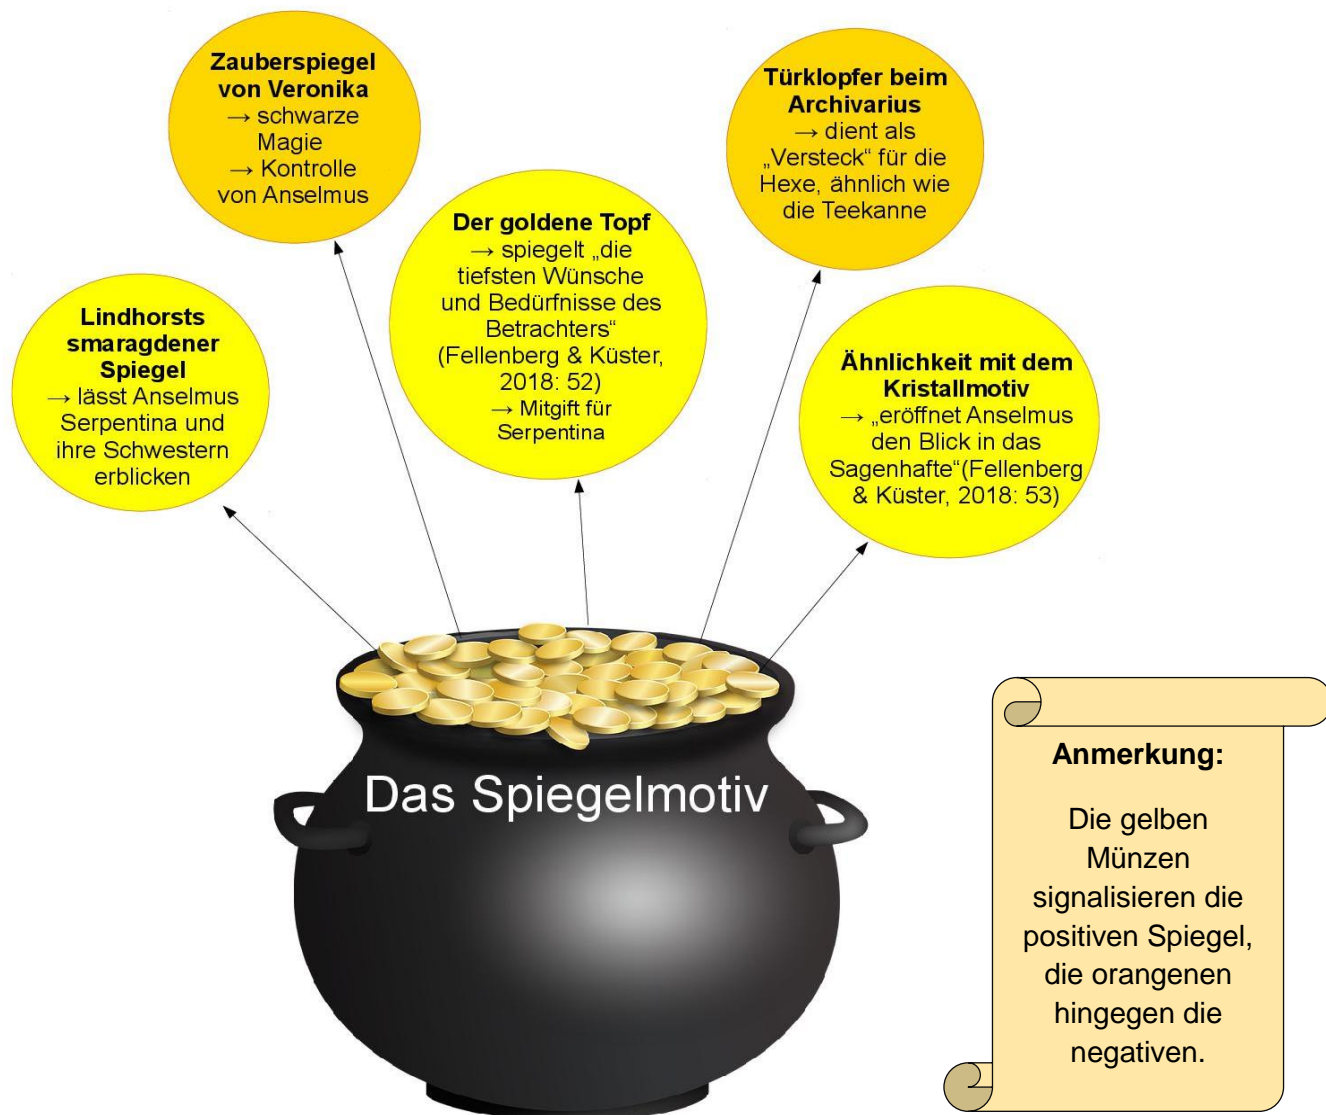 Zauberspiegel
von Veronika
→ schwarze
Magie
→ Kontrolle
von Anselmus
Türklopfer beim
Archivarius
→ dient als
„Versteck“ für die
Hexe, ähnlich wie
die Teekanne
Der goldene Topf
→ spiegelt „die
tiefsten Wünsche
und Bedürfnisse des
Betrachters“
(Fellenberg & Küster,
2018: 52)
→ Mitgift für
Serpentina
Lindhorsts
smaragdener
Spiegel
→ lässt Anselmus
Serpentina und
ihre Schwestern
erblicken
Ähnlichkeit mit dem
Kristallmotiv
→ „eröffnet Anselmus
den Blick in das
Sagenhafte“(Fellenberg
& Küster, 2018: 53)
Das Spiegelmotiv
Anmerkung:
Die gelben
Münzen
signalisieren die
positiven Spiegel,
die orangenen
hingegen die
negativen.